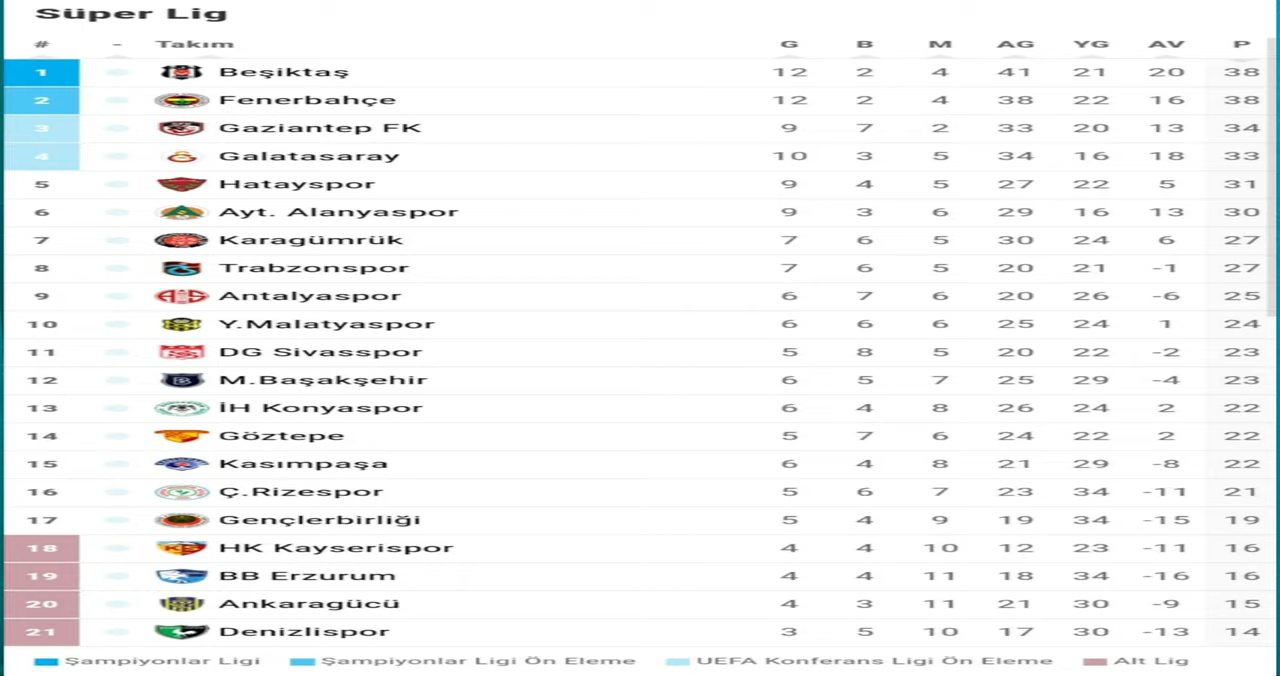 Süper Lig
# - Takım G B M AG YG AV P
1 Beşiktaş 12 2 4 41 21 20 38
2 Fenerbahçe 12 2 4 38 22 16 38
3 Gaziantep FK 9 7 2 33 20 13 34
4 Galatasaray 10 3 5 34 16 18 33
5 Hatayspor 9 4 5 27 22 5 31
6 Ayt. Alanyaspor 9 3 6 29 16 13 30
7 Karagümrük 7 6 5 30 24 6 27
8 Trabzonspor 7 6 5 20 21 -1 27
9 Antalyaspor 6 7 6 20 26 -6 25
10 Y.Malatyaspor 6 6 6 25 24 1 24
11 DG Sivasspor 5 8 5 20 22 -2 23
12 M.Başakşehir 6 5 7 25 29 -4 23
13 İH Konyaspor 6 4 8 26 24 2 22
14 Göztepe 5 7 6 24 22 2 22
15 Kasımpaşa 6 4 8 21 29 -8 22
16 Ç.Rizespor 5 6 7 23 34 -11 21
17 Gençlerbirliği 5 4 9 19 34 -15 19
18 HK Kayserispor 4 4 10 12 23 -11 16
19 BB Erzurum 4 4 11 18 34 -16 16
20 Ankaragücü 4 3 11 21 30 -9 15
21 Denizlispor 3 5 10 17 30 -13 14
Şampiyonlar Ligi Şampiyonlar Ligi Ön Eleme UEFA Konferans Ligi Ön Eleme Alt Lig